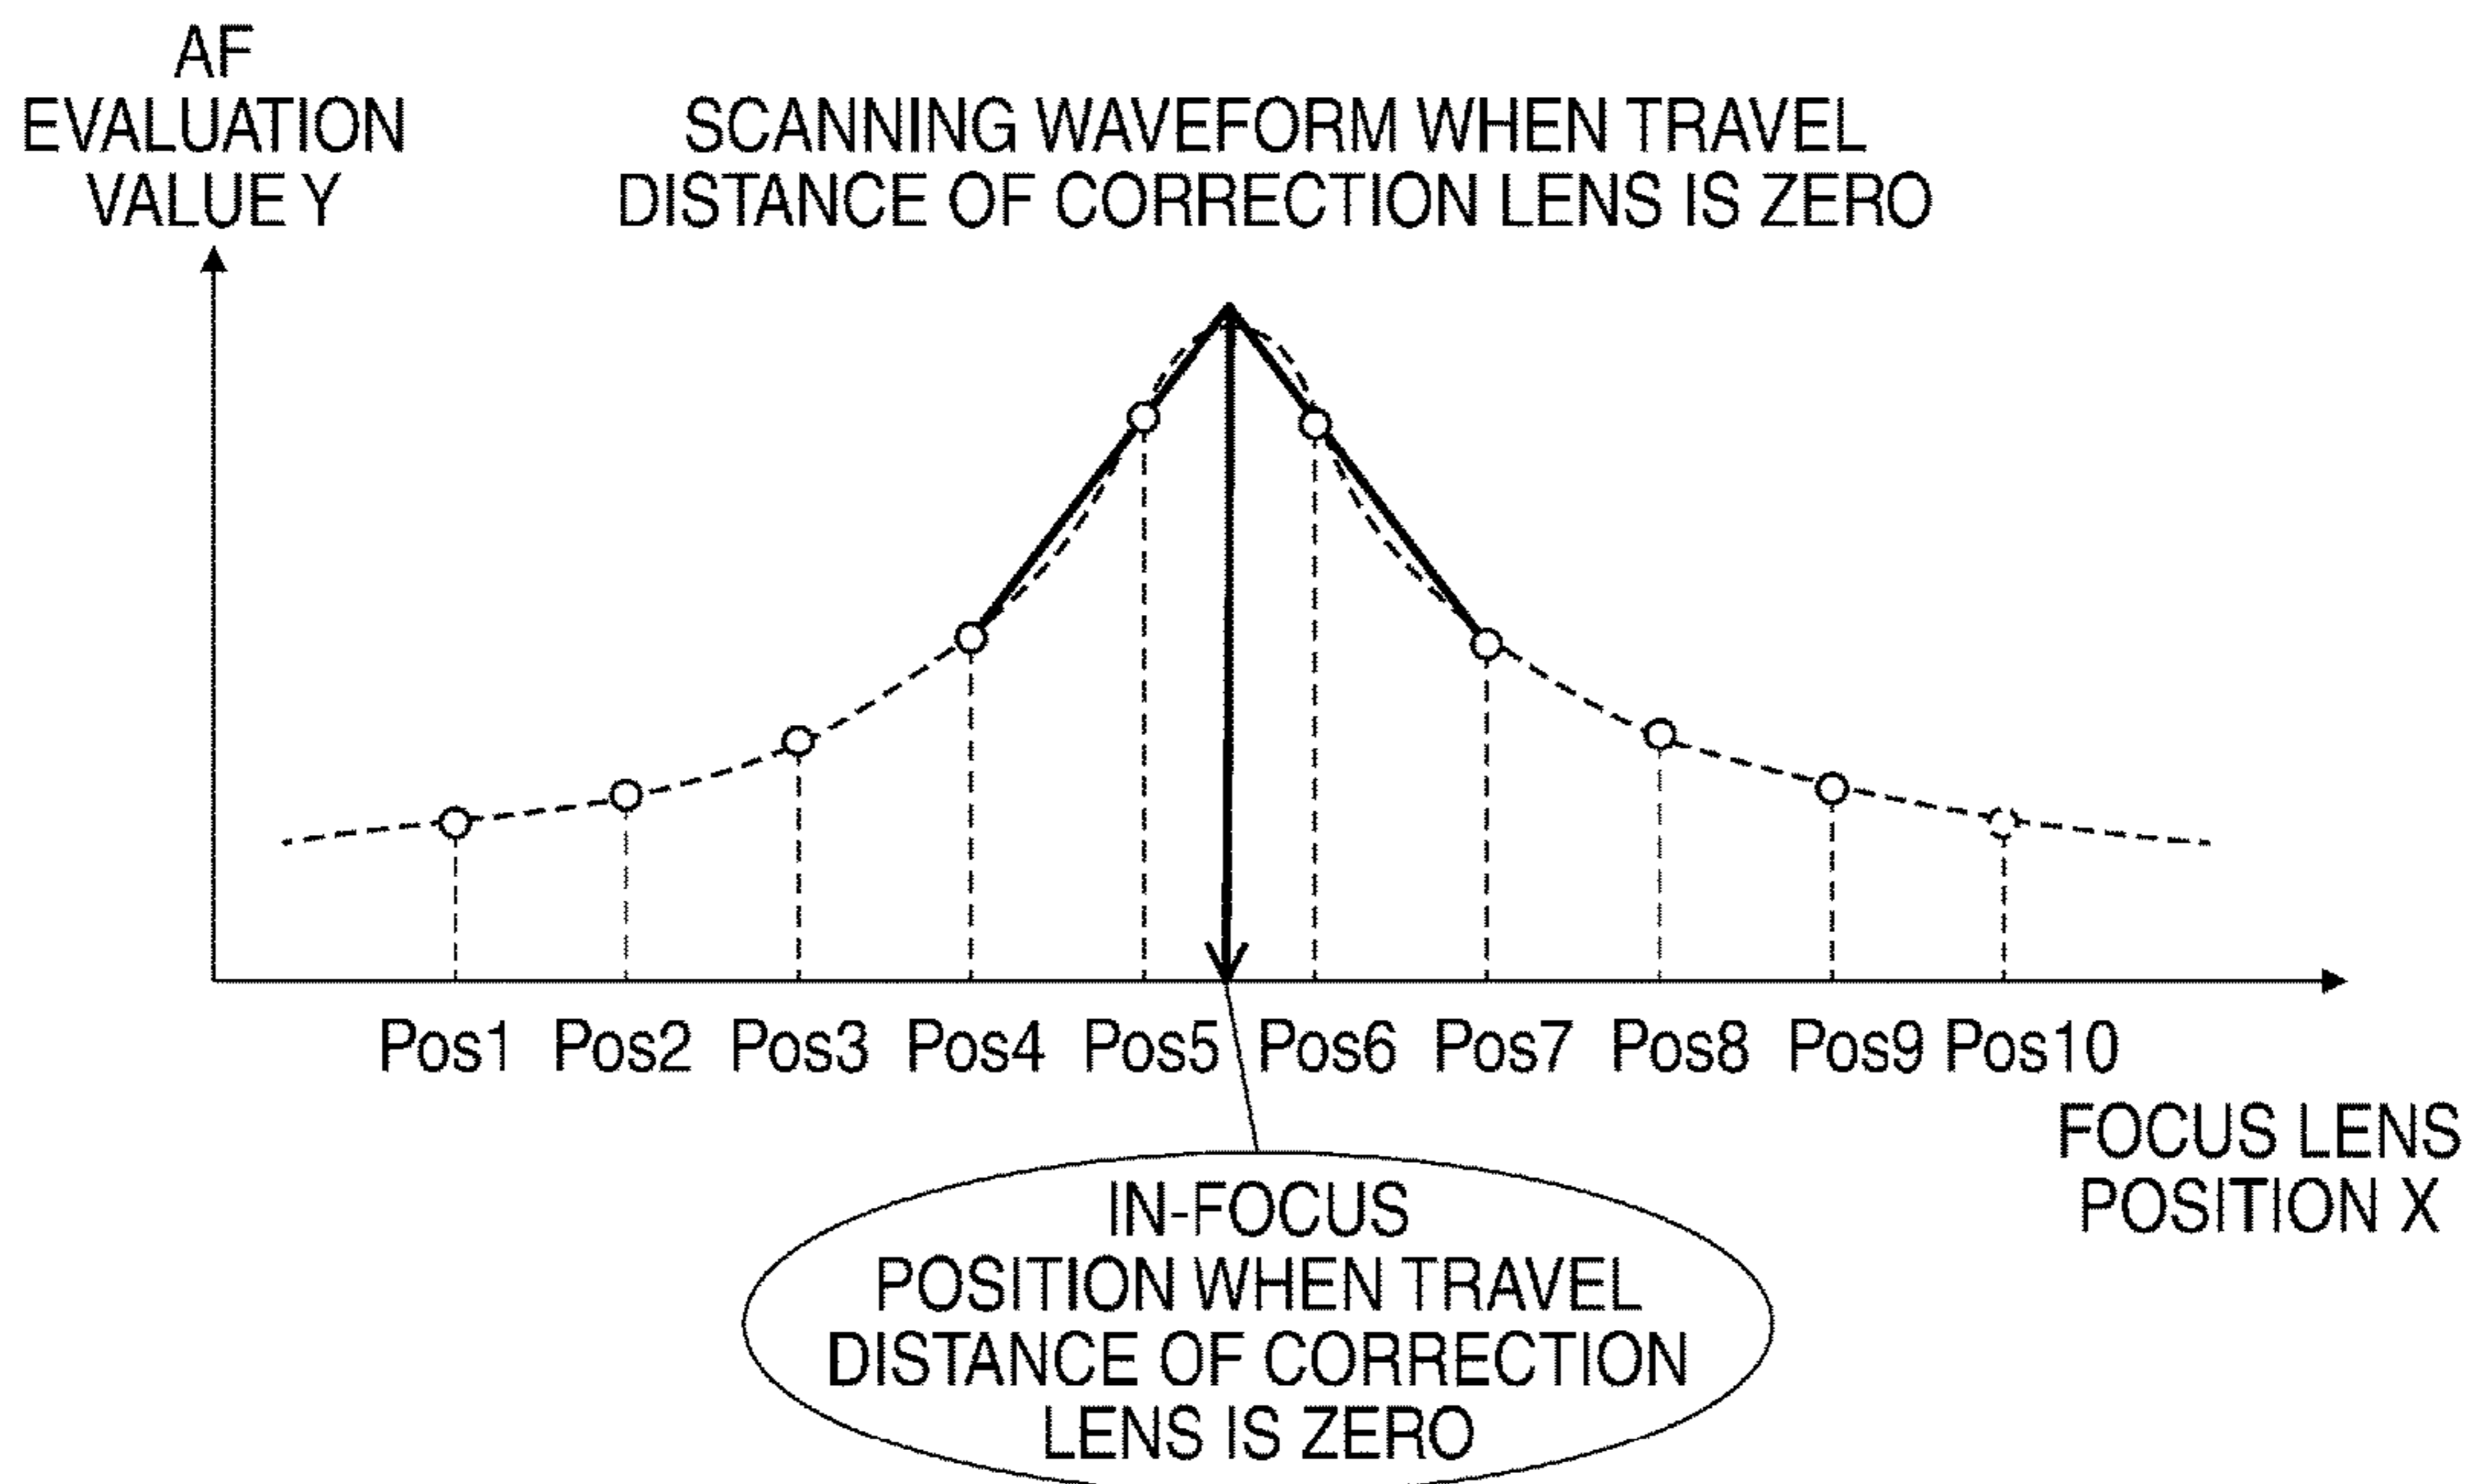 AF
EVALUATION
VALUE Y
SCANNING WAVEFORM WHEN TRAVEL
DISTANCE OF CORRECTION LENS IS ZERO
Pos1 Pos2 Pos3 Pos4 Pos5 Pos6 Pos7 Pos8 Pos9 Pos10
FOCUS LENS
POSITION X
IN-FOCUS
POSITION WHEN TRAVEL
DISTANCE OF CORRECTION
LENS IS ZERO